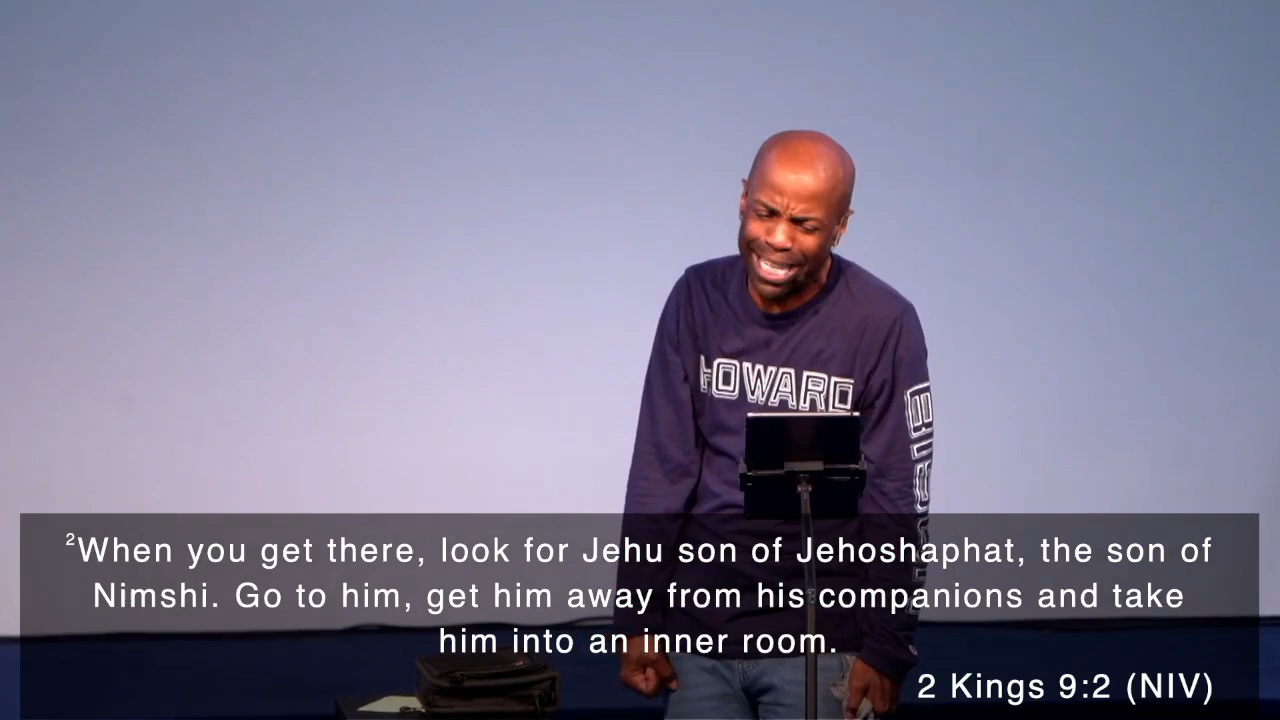 HOWARD
BISON
²When you get there, look for Jehu son of Jehoshaphat, the son of
Nimshi. Go to him, get him away from his companions and take
him into an inner room.
2 Kings 9:2 (NIV)